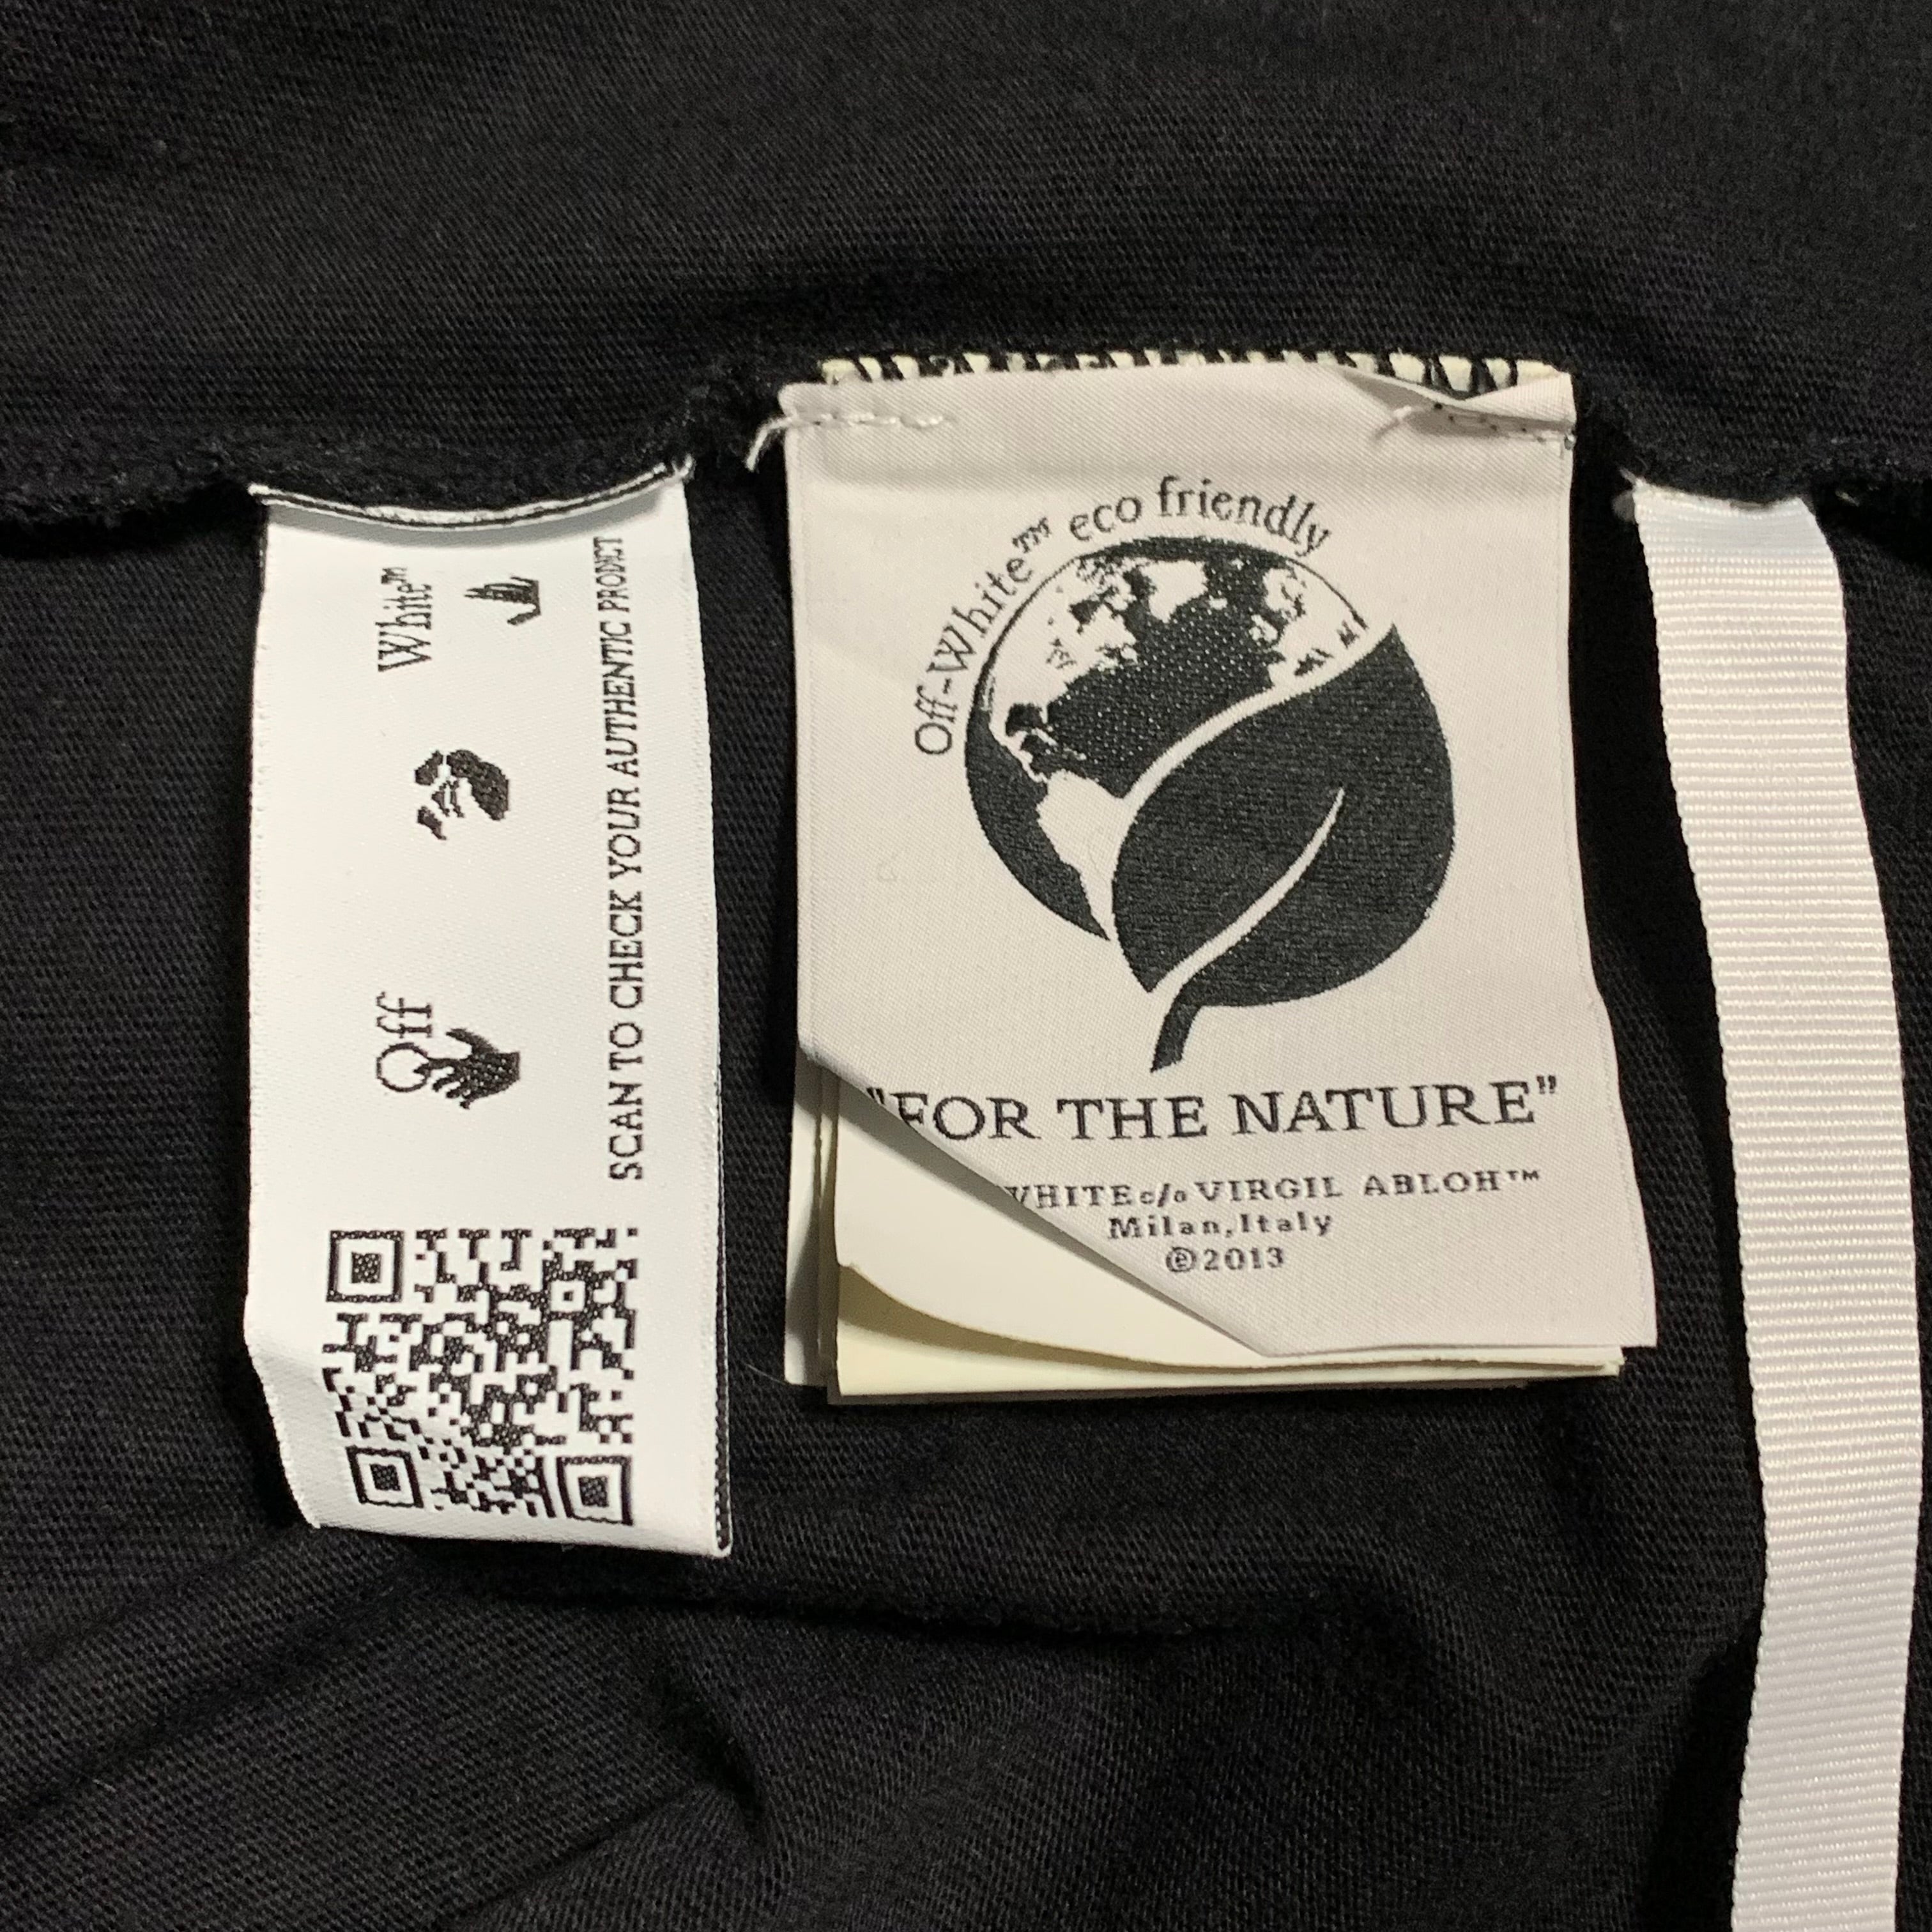 Off White™
SCAN TO CHECK YOUR AUTHENTIC PRODUCT
Off-White™ eco friendly
"FOR THE NATURE"
WHITE c/o VIRGIL ABLOH™
Milan, Italy
©2013